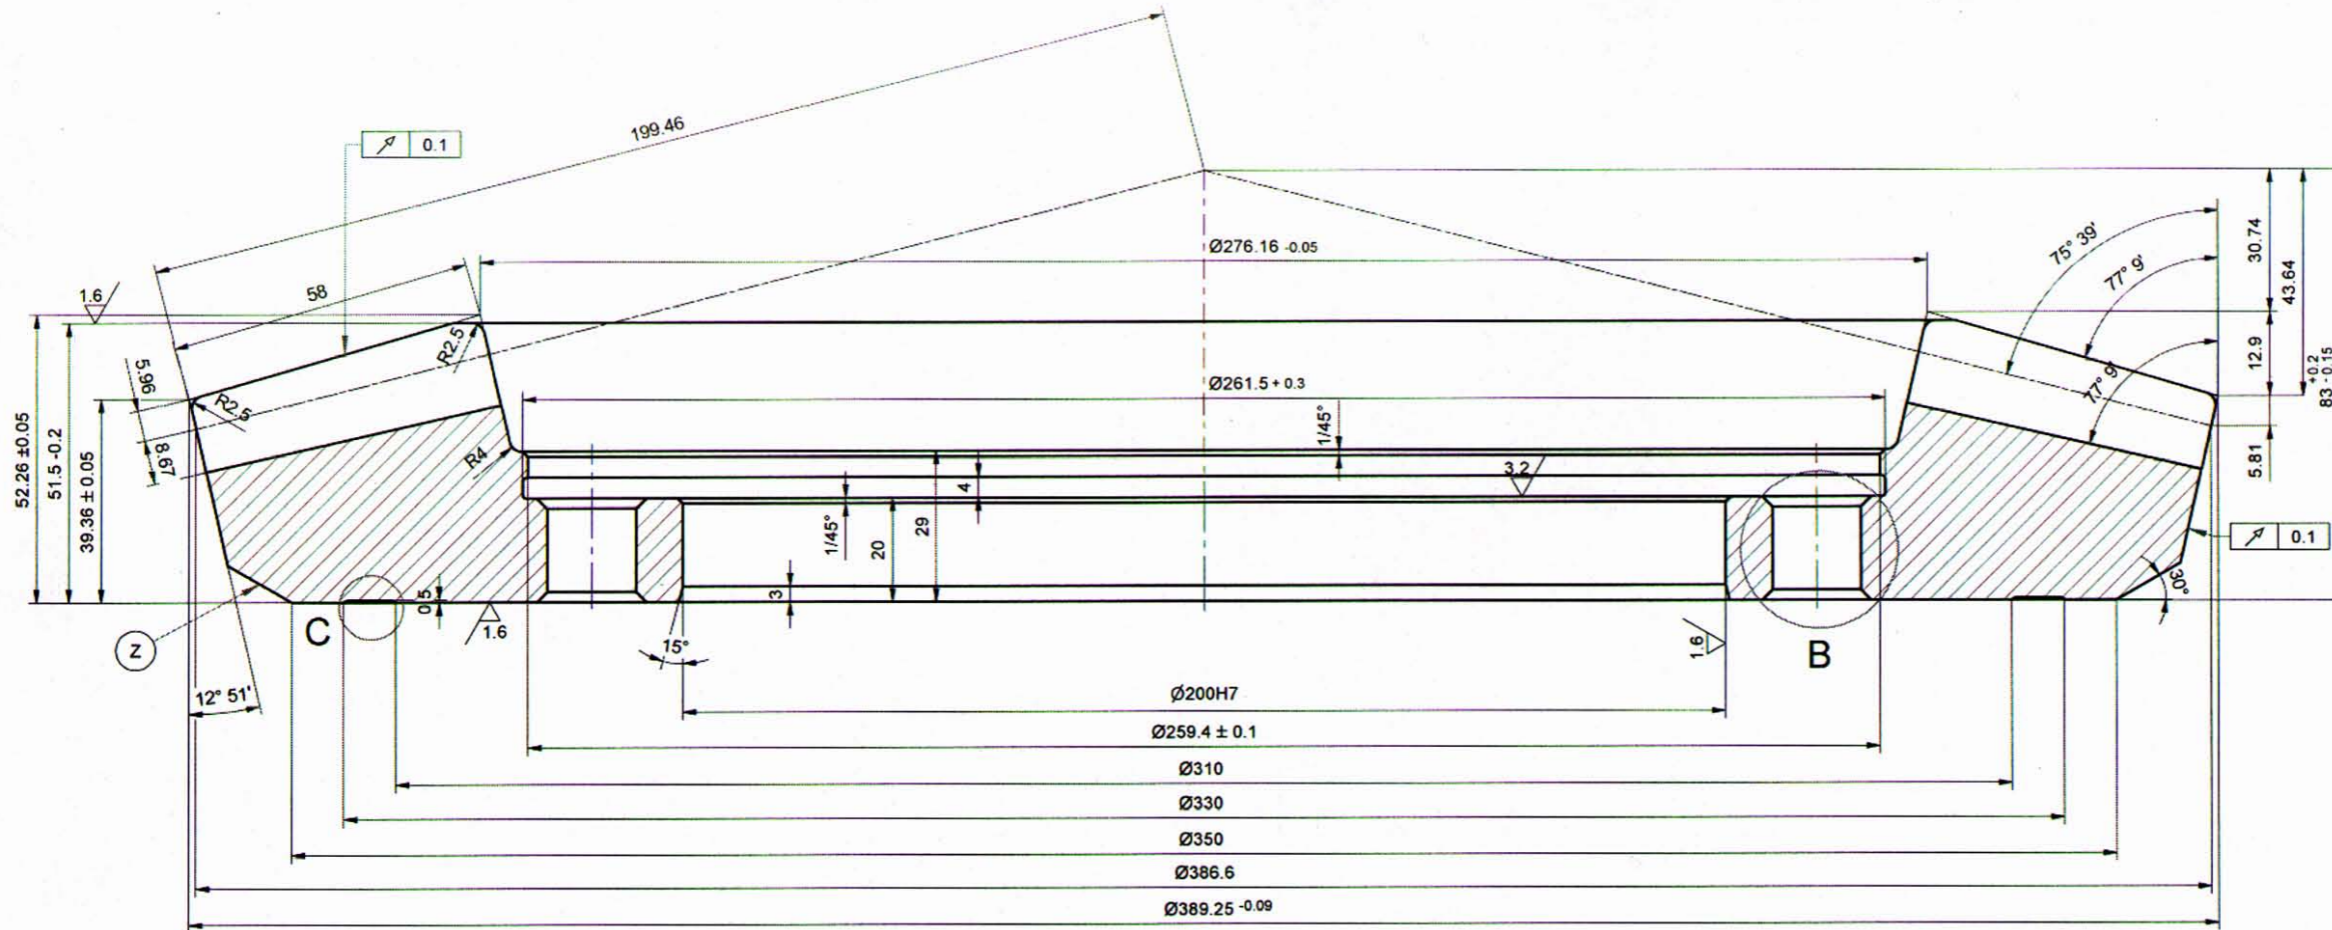 199.46
0.1
Ø276.16 -0.05
75° 39'
77° 9'
30.74
43.64
58
1.6
R2.5
5.96
R2.5
12.9
83 +0.2 -0.15
77° 9'
Ø261.5 + 0.3
1/45°
52.26 ±0.05
51.5 -0.2
39.36 ± 0.05
8.67
R4
3.2
4
5.81
1/45°
20
29
0.1
3
0.5
30°
Z
C
1.6
15°
1.6
B
12° 51'
Ø200H7
Ø259.4 ± 0.1
Ø310
Ø330
Ø350
Ø386.6
Ø389.25 -0.09